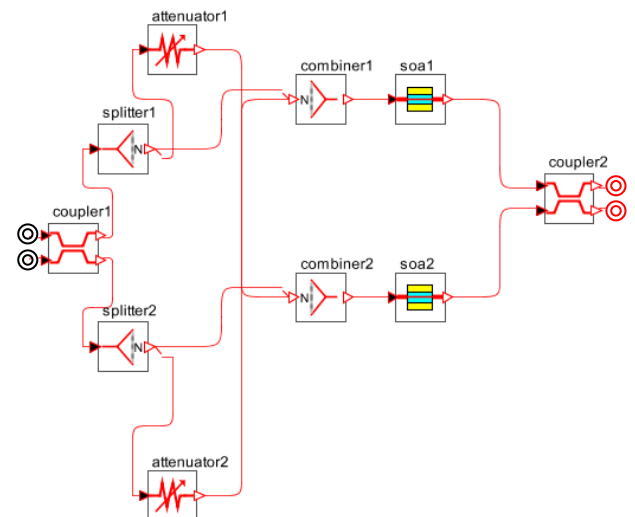 attenuator1
combiner1
soa1
splitter1
N
N
coupler2
coupler1
combiner2
soa2
splitter2
N
N
attenuator2